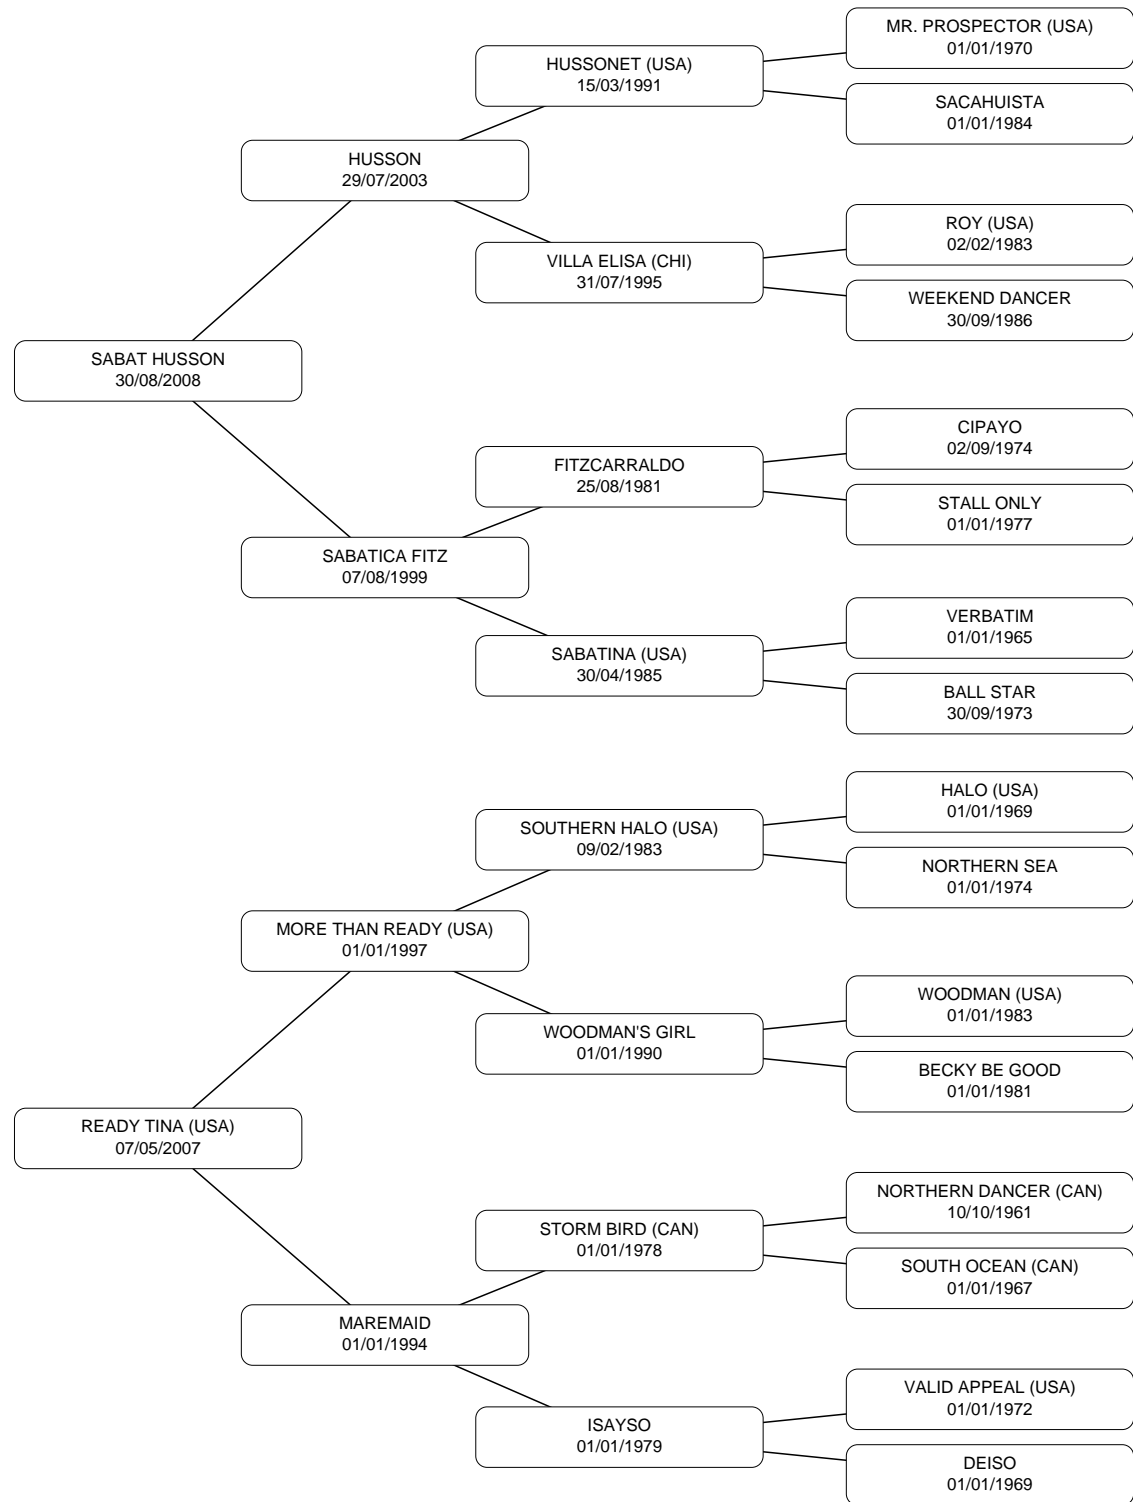 MR. PROSPECTOR (USA)
01/01/1970
HUSSONET (USA)
15/03/1991
SACAHUISTA
01/01/1984
HUSSON
29/07/2003
ROY (USA)
02/02/1983
VILLA ELISA (CHI)
31/07/1995
WEEKEND DANCER
30/09/1986
SABAT HUSSON
30/08/2008
CIPAYO
02/09/1974
FITZCARRALDO
25/08/1981
STALL ONLY
01/01/1977
SABATICA FITZ
07/08/1999
VERBATIM
01/01/1965
SABATINA (USA)
30/04/1985
BALL STAR
30/09/1973
HALO (USA)
01/01/1969
SOUTHERN HALO (USA)
09/02/1983
NORTHERN SEA
01/01/1974
MORE THAN READY (USA)
01/01/1997
WOODMAN (USA)
01/01/1983
WOODMAN'S GIRL
01/01/1990
BECKY BE GOOD
01/01/1981
READY TINA (USA)
07/05/2007
NORTHERN DANCER (CAN)
10/10/1961
STORM BIRD (CAN)
01/01/1978
SOUTH OCEAN (CAN)
01/01/1967
MAREMAID
01/01/1994
VALID APPEAL (USA)
01/01/1972
ISAYSO
01/01/1979
DEISO
01/01/1969